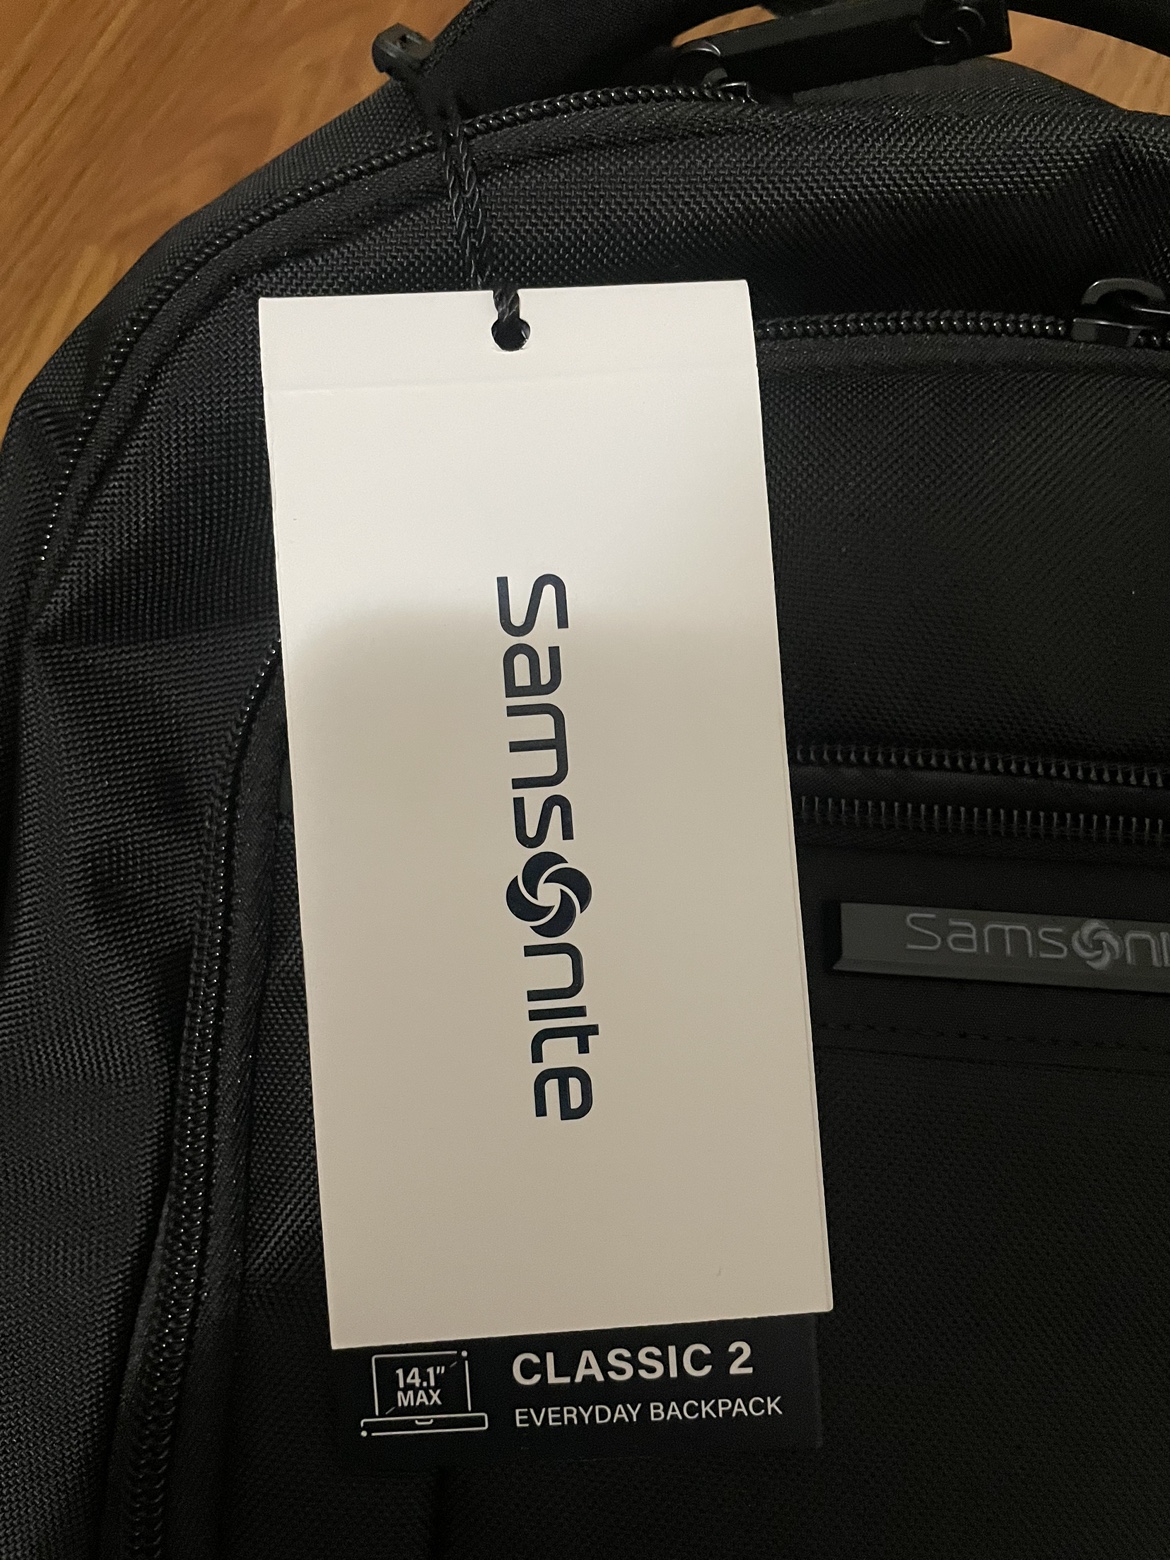 Samsonite
Samsoni
14.1" MAX
CLASSIC 2
EVERYDAY BACKPACK